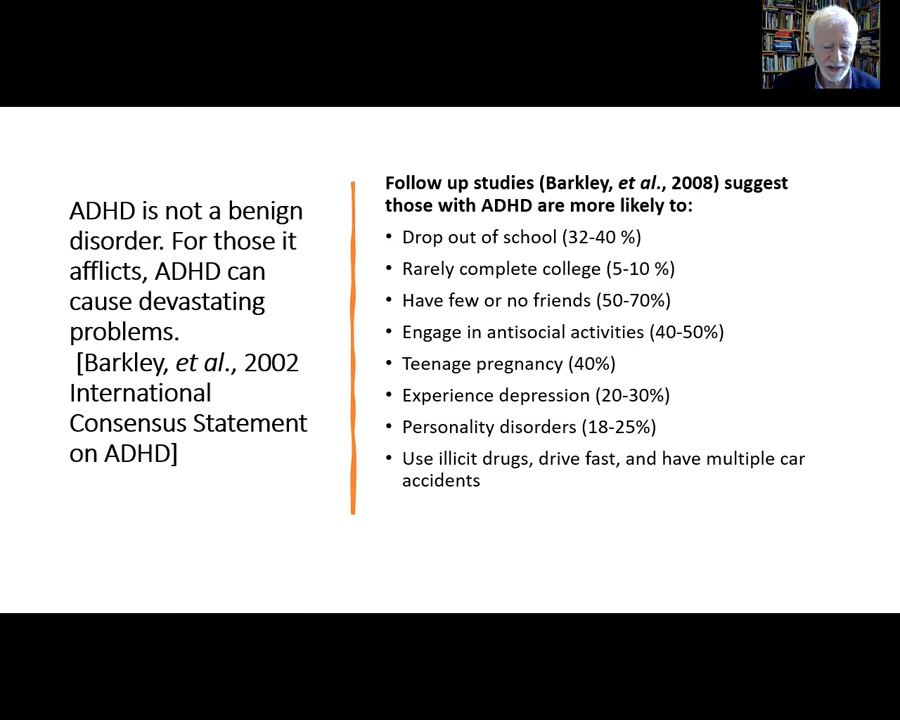 ADHD is not a benign
disorder. For those it
afflicts, ADHD can
cause devastating
problems.
[Barkley, et al., 2002
International
Consensus Statement
on ADHD]
Follow up studies (Barkley, et al., 2008) suggest
those with ADHD are more likely to:
• Drop out of school (32-40 %)
• Rarely complete college (5-10 %)
• Have few or no friends (50-70%)
• Engage in antisocial activities (40-50%)
• Teenage pregnancy (40%)
• Experience depression (20-30%)
• Personality disorders (18-25%)
• Use illicit drugs, drive fast, and have multiple car
accidents